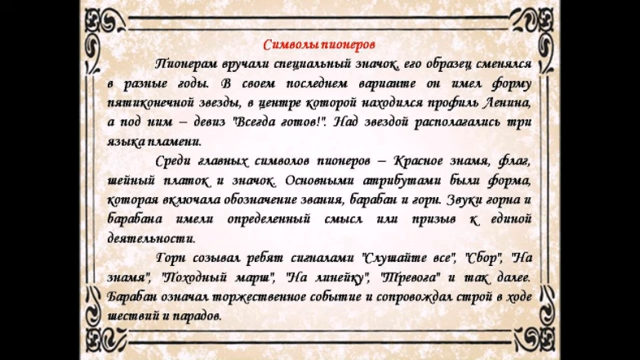 Символы пионеров
Пионерам вручали специальный значок, его образец сменялся
в разные годы. В своем последнем варианте он имел форму
пятиконечной звезды, в центре которой находился профиль Ленина,
а под ним – девиз "Всегда готов!". Над звездой располагались три
языка пламени.
Среди главных символов пионеров – Красное знамя, флаг,
шейный платок и значок. Основными атрибутами были форма,
которая включала обозначение звания, барабан и горн. Звуки горна и
барабана имели определенный смысл или призыв к единой
деятельности.
Горн созывал ребят сигналами "Слушайте все", "Сбор", "На
знамя", "Походный марш", "На линейку", "Тревога" и так далее.
Барабан означал торжественное событие и сопровождал строй в ходе
шествий и парадов.